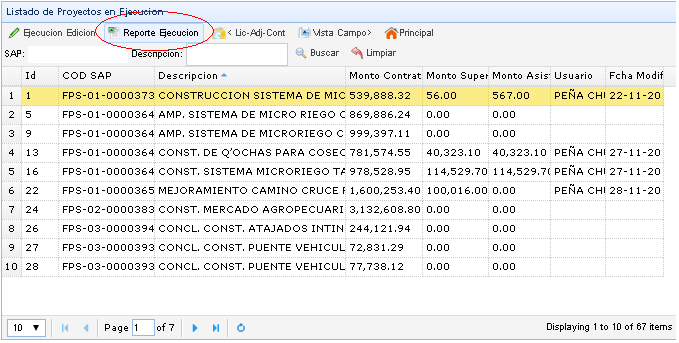 Listado de Proyectos en Ejecucion
Ejecucion Edicion Reporte Ejecucion < Lic-Adj-Cont Vista Campo> Principal
SAP: Descripcion: Buscar Limpiar
Id COD SAP Descripcion Monto Contrat Monto Super Monto Asis Usuario Fcha Modif
1 1 FPS-01-0000373 CONSTRUCCION SISTEMA DE MIC 539,888.32 56.00 567.00 PEÑA CHU 22-11-20
2 5 FPS-01-0000364 AMP. SISTEMA DE MICRO RIEGO C 869,886.24 0.00 0.00
3 9 FPS-01-0000364 AMP. SISTEMA DE MICRORIEGO C 999,397.11 0.00 0.00
4 13 FPS-01-0000364 CONST. DE Q'OCHAS PARA COSEC 781,574.55 40,323.10 40,323.10 PEÑA CHU 27-11-20
5 16 FPS-01-0000364 CONST. SISTEMA MICRORIEGO TA 978,528.95 114,529.70 114,529.70 PEÑA CHU 27-11-20
6 22 FPS-01-0000365 MEJORAMIENTO CAMINO CRUCE F 1,600,253.40 100,016.00 0.00 PEÑA CHU 28-11-20
7 24 FPS-02-0000383 CONST. MERCADO AGROPECUARI 3,132,608.80 0.00 0.00
8 26 FPS-03-0000394 CONCL. CONST. ATAJADOS INTIN 244,121.94 0.00 0.00
9 27 FPS-03-0000393 CONCL. CONST. PUENTE VEHICUL 72,831.29 0.00 0.00
10 28 FPS-03-0000393 CONCL. CONST. PUENTE VEHICUL 77,738.12 0.00 0.00
10 Page 1 of 7 Displaying 1 to 10 of 67 items